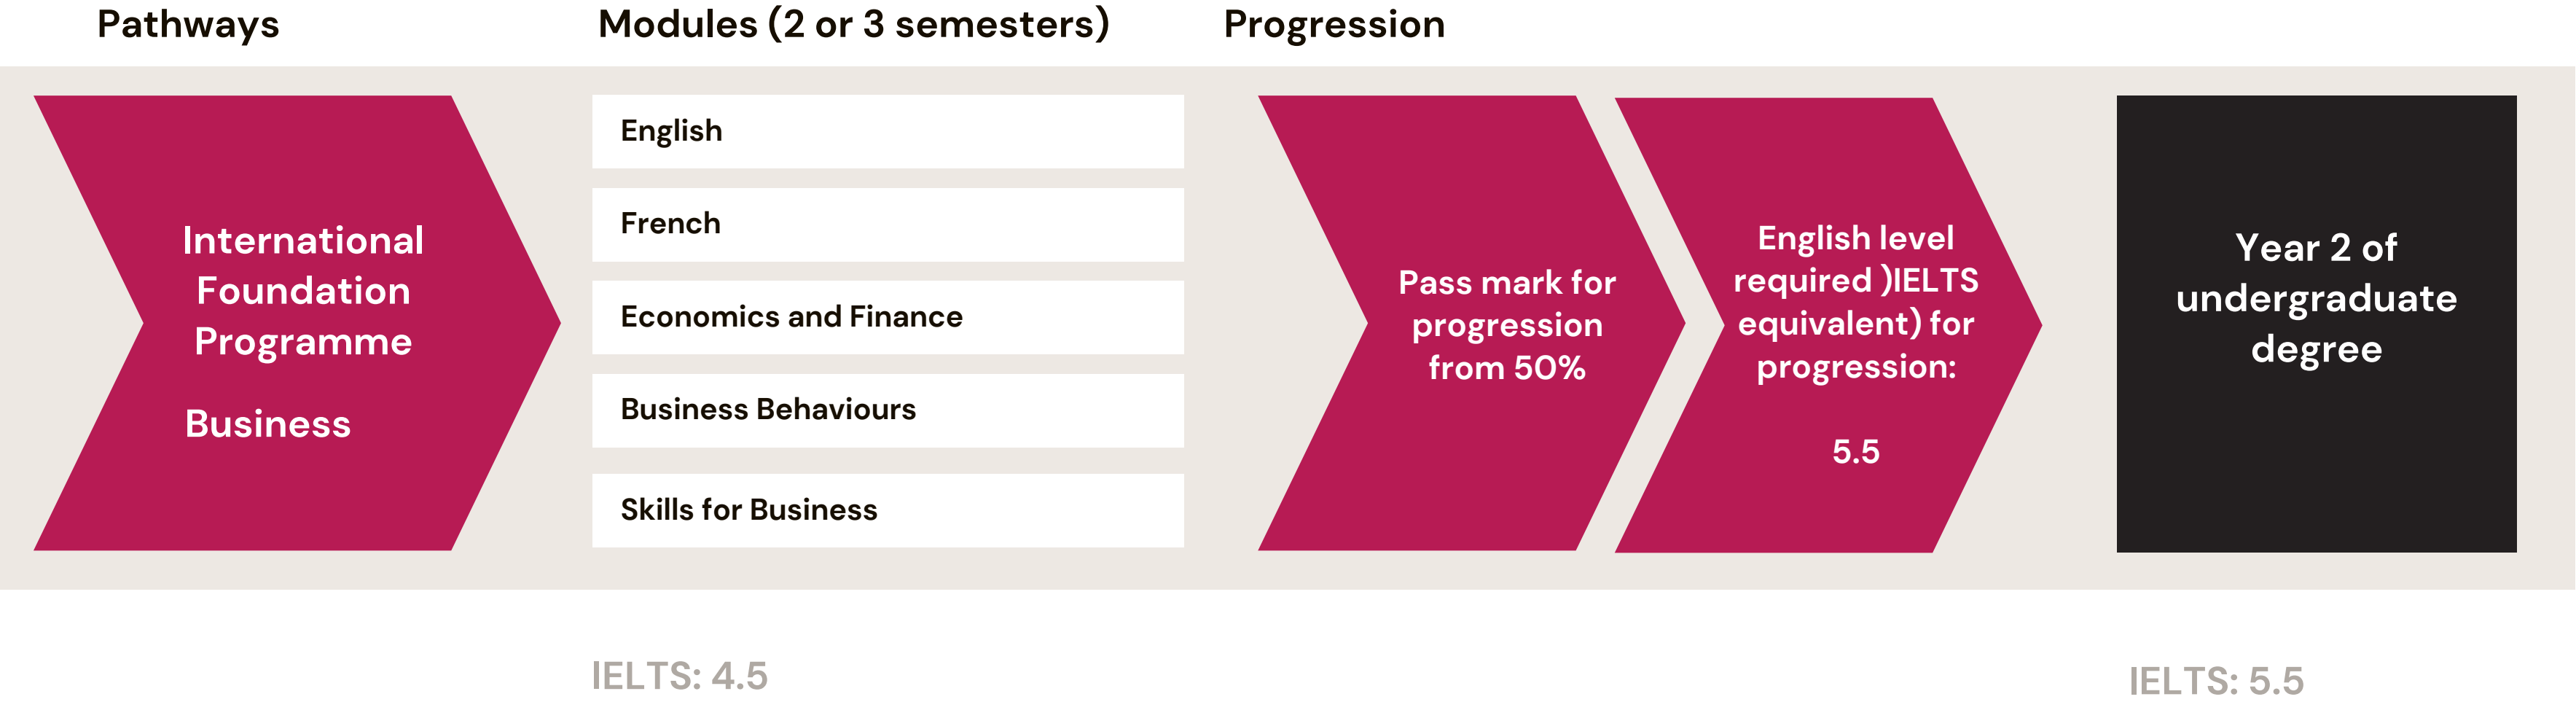 Pathways
Modules (2 or 3 semesters)
Progression
International
Foundation
Programme
Business
English
French
Economics and Finance
Business Behaviours
Skills for Business
Pass mark for
progression
from 50%
English level
required )IELTS
equivalent) for
progression:
5.5
Year 2 of
undergraduate
degree
IELTS: 4.5
IELTS: 5.5